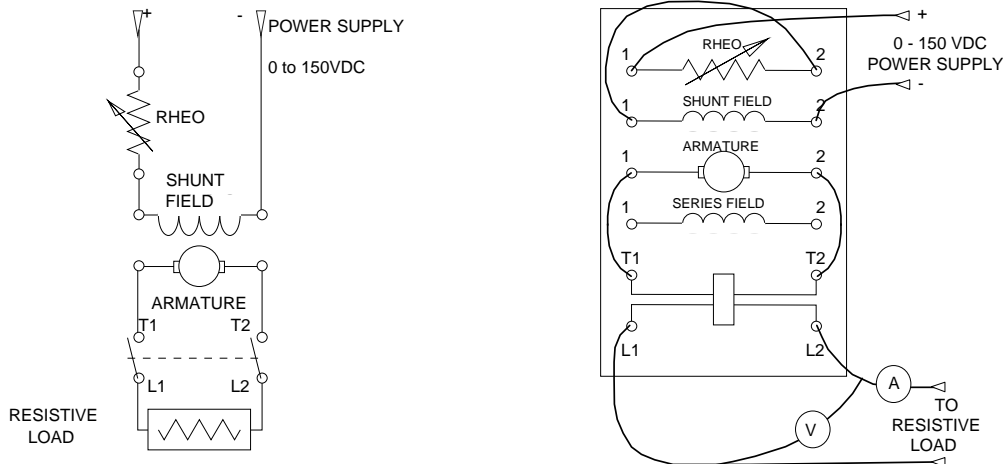 + - POWER SUPPLY
0 to 150VDC
RHEO
SHUNT
FIELD
ARMATURE
T1 T2
L1 L2
RESISTIVE
LOAD
+
0 - 150 VDC
POWER SUPPLY
-
RHEO
1 2
SHUNT FIELD
1 2
ARMATURE
1 2
SERIES FIELD
1 2
T1 T2
L1 L2
A
V
TO
RESISTIVE
LOAD